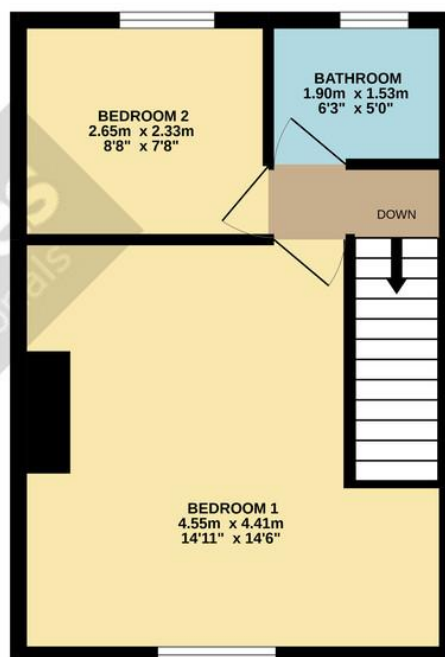 BEDROOM 2
2.65m x 2.33m
8'8" x 7'8"
BATHROOM
1.90m x 1.53m
6'3" x 5'0"
DOWN
BEDROOM 1
4.55m x 4.41m
14'11" x 14'6"